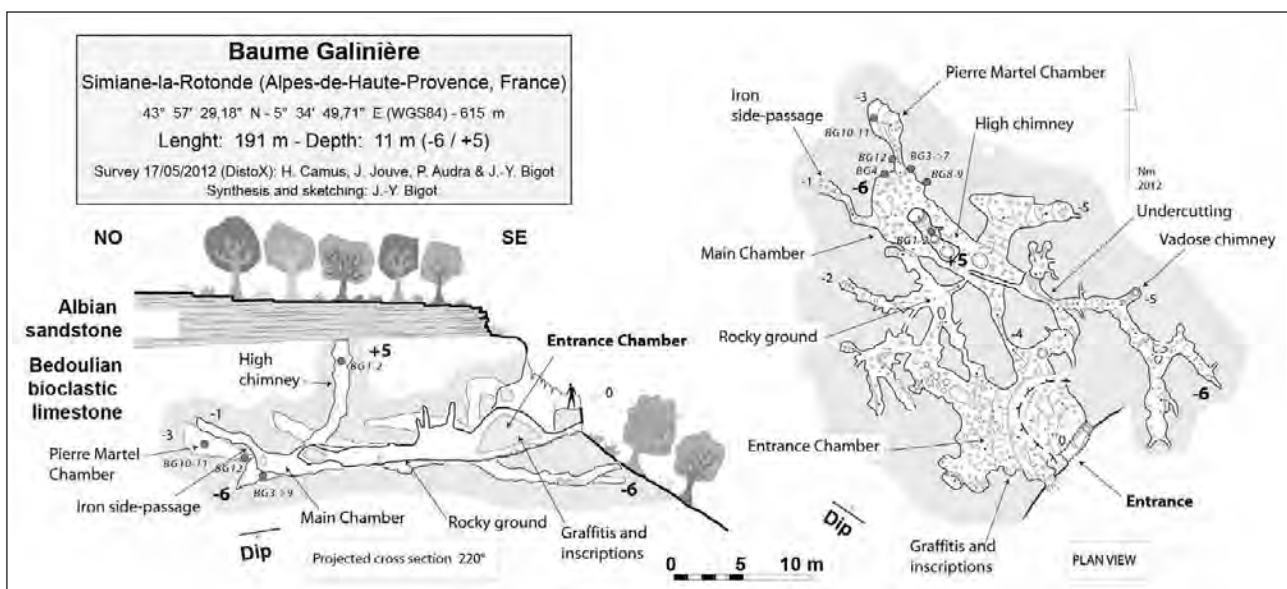 Baume Galinière
Simiane-la-Rotonde (Alpes-de-Haute-Provence, France)
43° 57' 29,18" N - 5° 34' 49,71" E (WGS84) - 615 m
Lenght: 191 m - Depth: 11 m (-6 / +5)
Survey 17/05/2012 (DistoX): H. Camus, J. Jouve, P. Audra & J.-Y. Bigot
Synthesis and sketching: J.-Y. Bigot
NO
SE
Albian
sandstone
Bedoulian
bioclastic
limestone
High
chimney
+5
BG1-2
Entrance Chamber
0
-1
-3
Pierre Martel
Chamber
BG10-11
BG12
-6
BG3->9
Iron side-passage
Main Chamber
Rocky ground
Graffitis and
inscriptions
-6
Dip
Projected cross section 220°
0 5 10 m
Pierre Martel Chamber
Iron
side-passage
-3
BG10-11
High chimney
BG12
BG3->7
BG4
BG8-9
-1
-6
Nm
2012
-5
Undercutting
Vadose chimney
Main Chamber
BG1-2
+5
-2
-5
Rocky ground
-4
-6
Entrance Chamber
0
Entrance
Dip
Graffitis and
inscriptions
PLAN VIEW